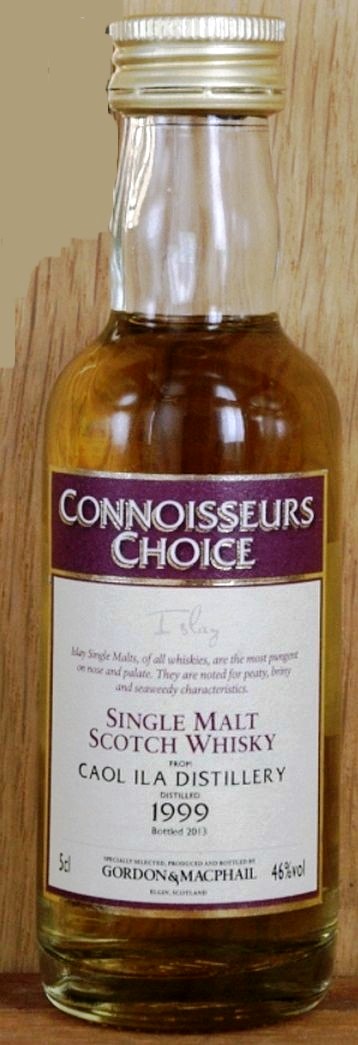 CONNOISSEURS
CHOICE
Islay
Islay Single Malts, of all whiskies, are the most pungent
on nose and palate. They are noted for peaty, briny
and seaweedy characteristics.
SINGLE MALT
SCOTCH WHISKY
FROM
CAOL ILA DISTILLERY
DISTILLED
1999
Bottled 2013
SPECIALLY SELECTED, PRODUCED AND BOTTLED BY
5cl GORDON & MACPHAIL 46%vol
ELGIN, SCOTLAND